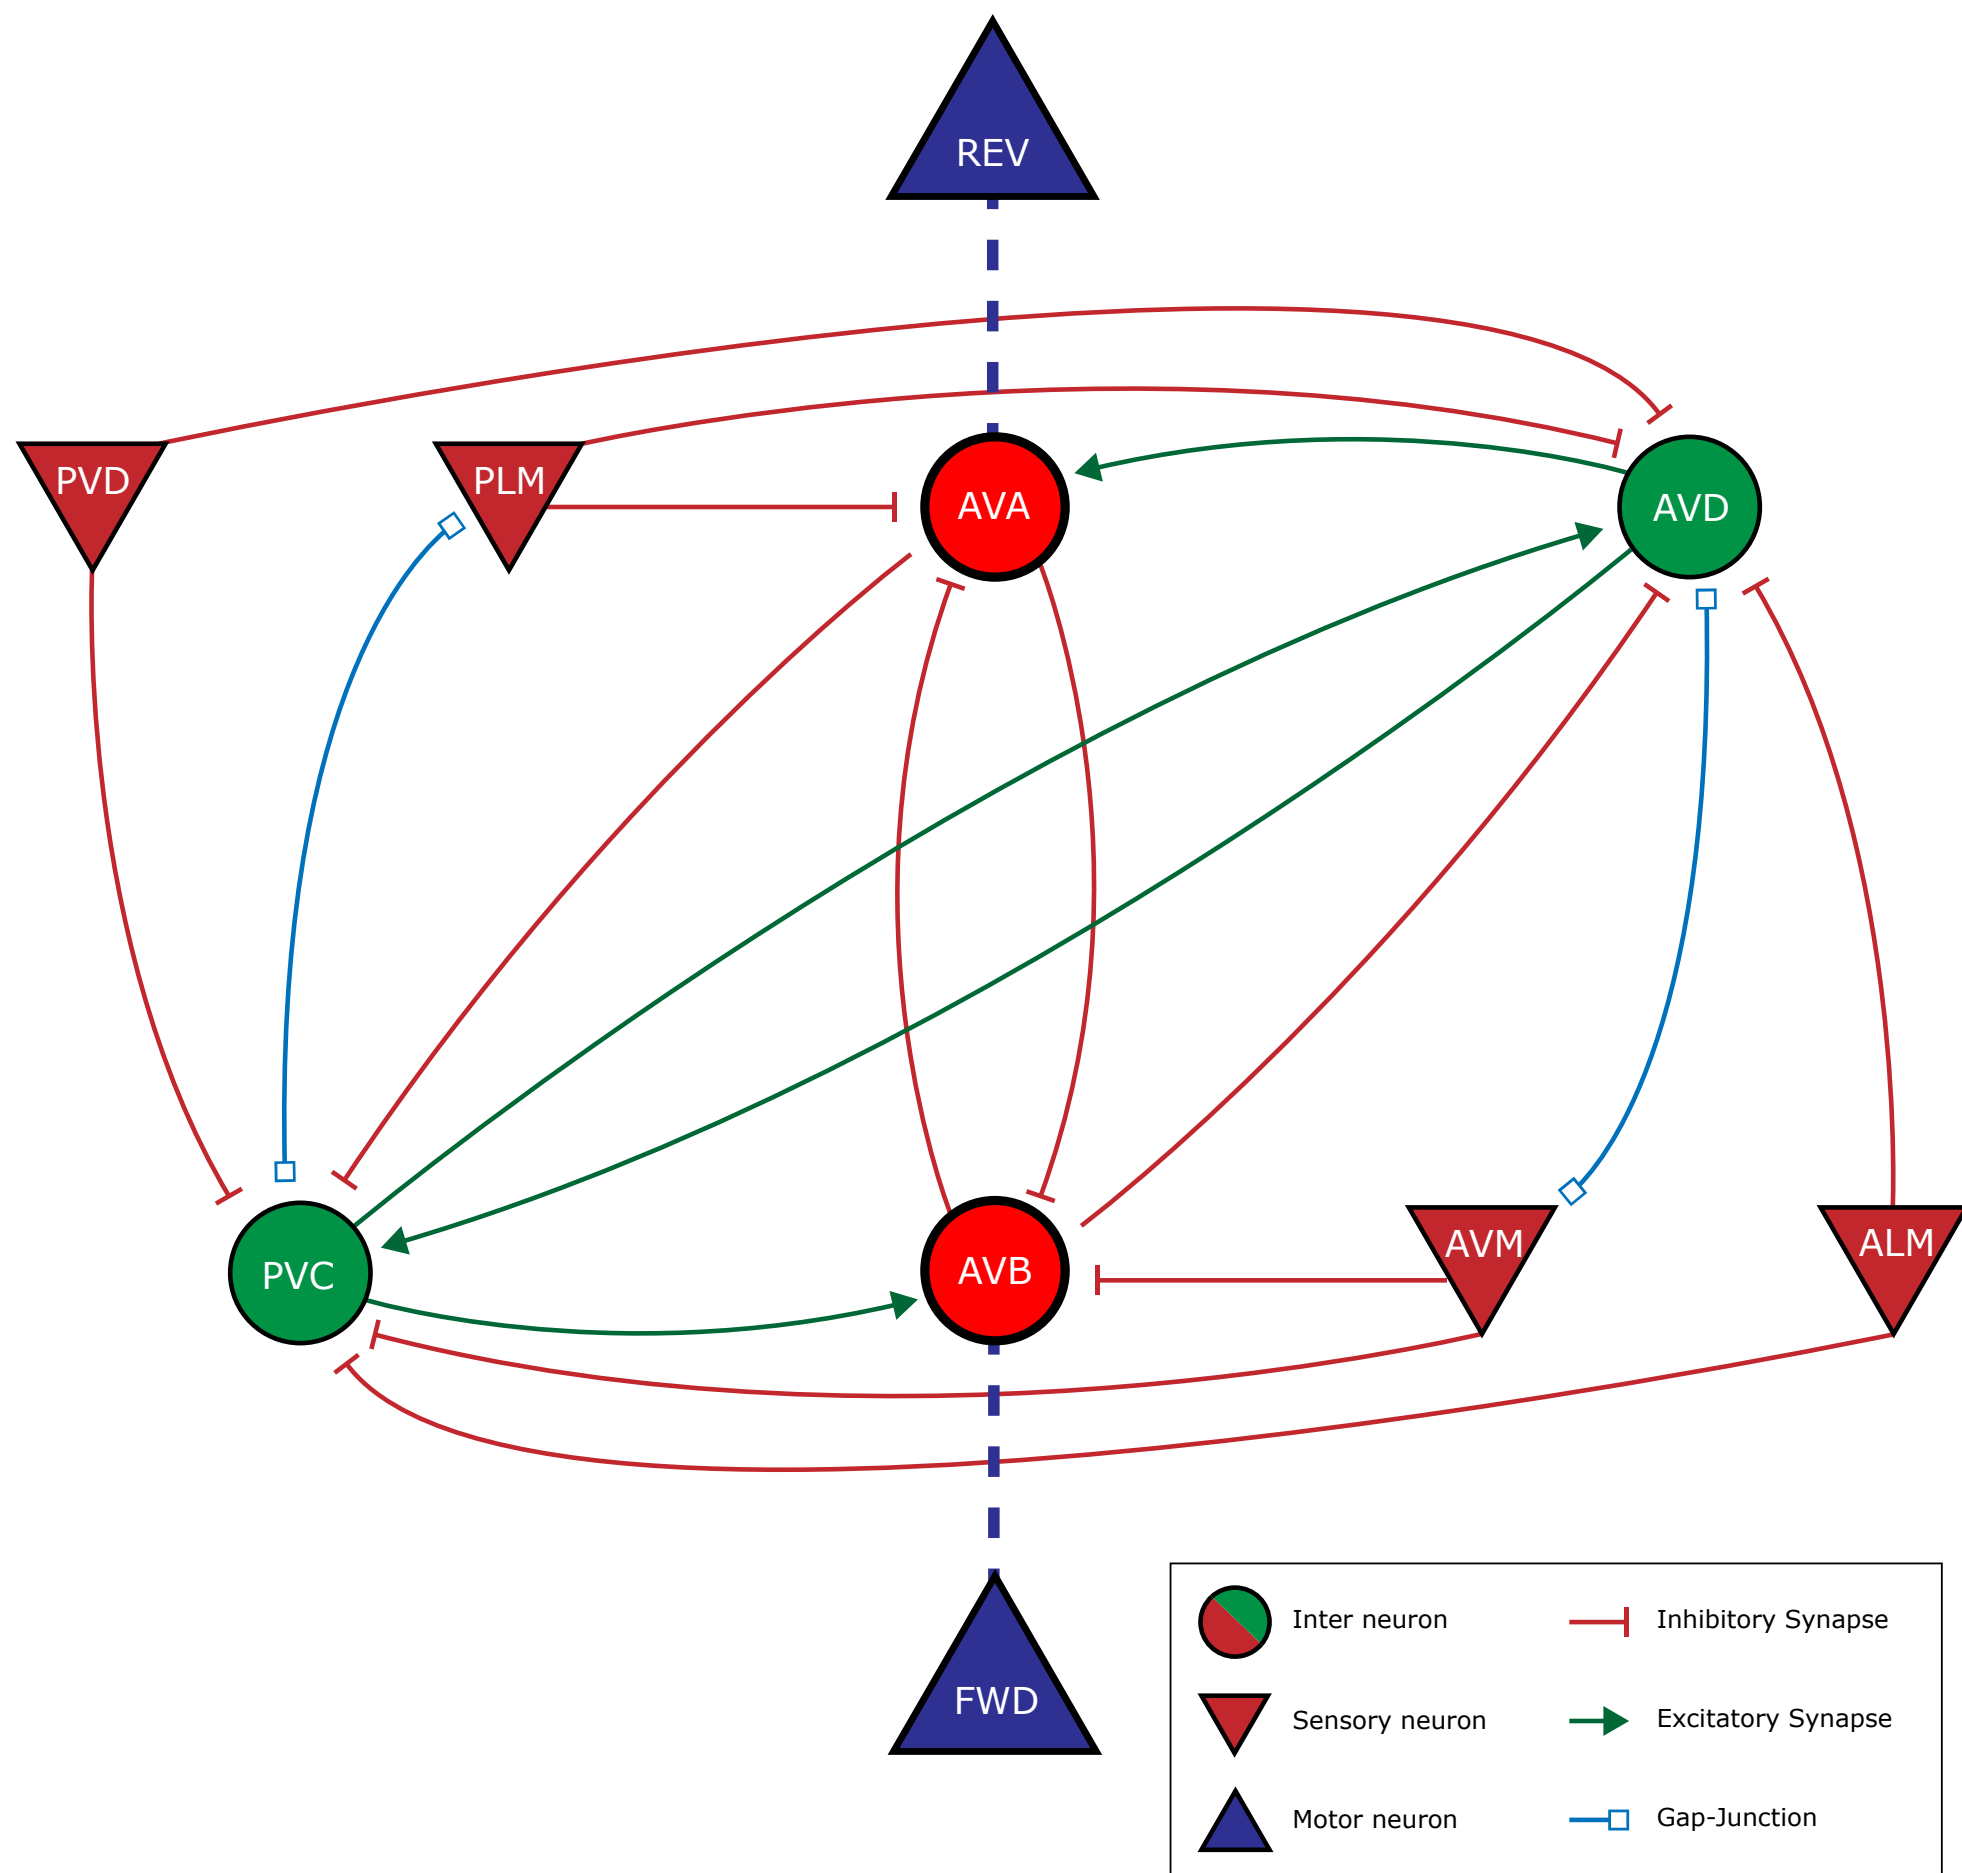 REV
PVD
PLM
AVA
AVD
PVC
AVB
AVM
ALM
FWD
Inter neuron
Inhibitory Synapse
Sensory neuron
Excitatory Synapse
Motor neuron
Gap-Junction